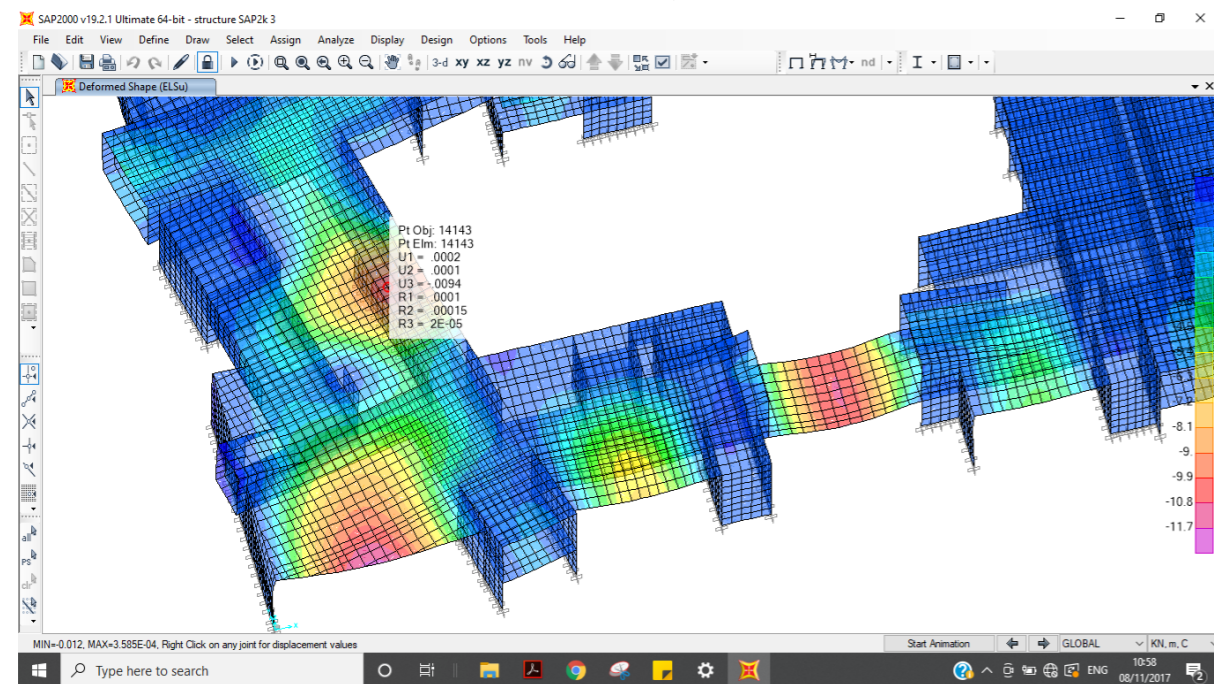 SAP2000 v19.2.1 Ultimate 64-bit - structure SAP2k 3
File Edit View Define Draw Select Assign Analyze Display Design Options Tools Help
3-d xy xz yz nv
nd
Deformed Shape (ELSu)
Pt Obj: 14143
Pt Elm: 14143
U1 = .0002
U2 = .0001
U3 = -.0094
R1 = .0001
R2 = .00015
R3 = 2E-05
-8.1
-9.
-9.9
-10.8
-11.7
all
PS
clr
MIN=-0.012, MAX=3.585E-04, Right Click on any joint for displacement values
Start Animation
GLOBAL
KN, m, C
Type here to search
ENG
10:58
08/11/2017
2